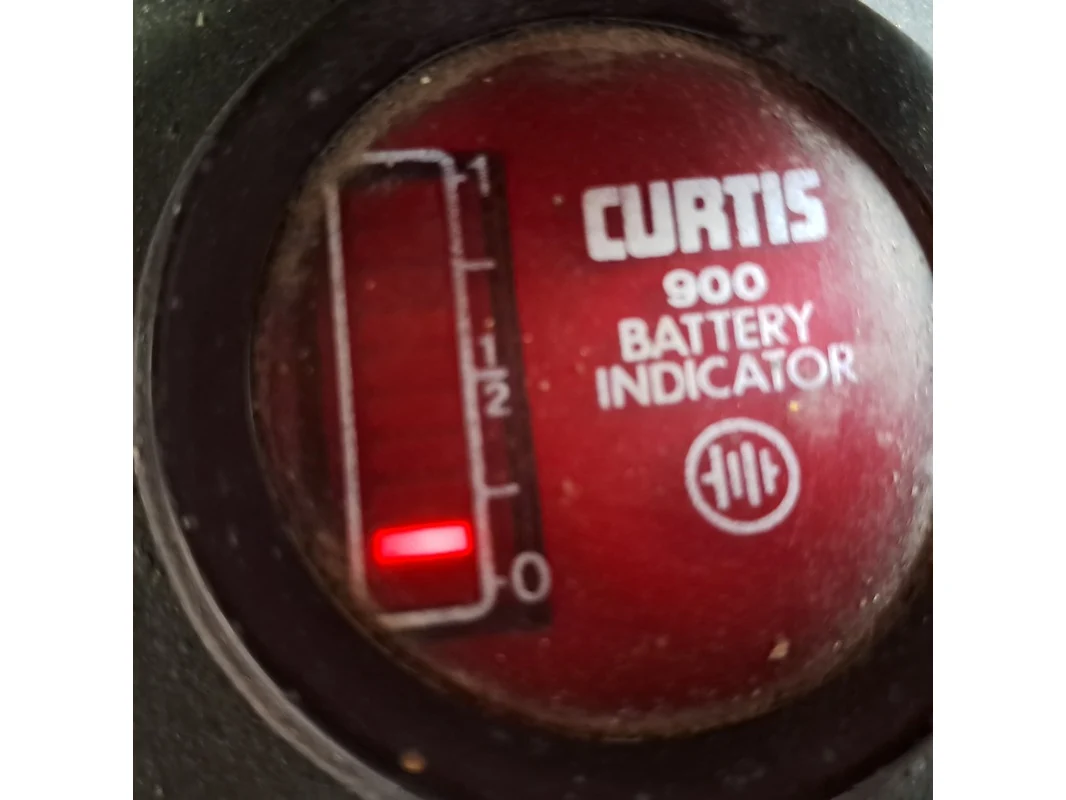 1
CURTIS
900
BATTERY
INDICATOR
1
2
0